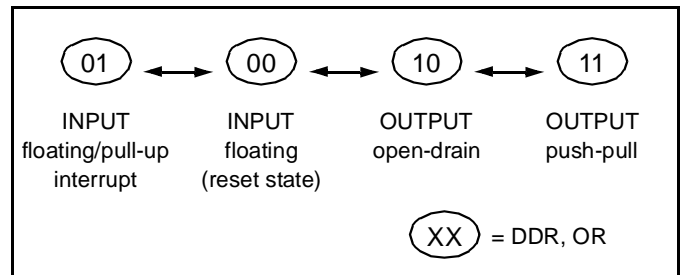 01 00 10 11
INPUT INPUT OUTPUT OUTPUT
floating/pull-up floating open-drain push-pull
interrupt (reset state)
XX = DDR, OR